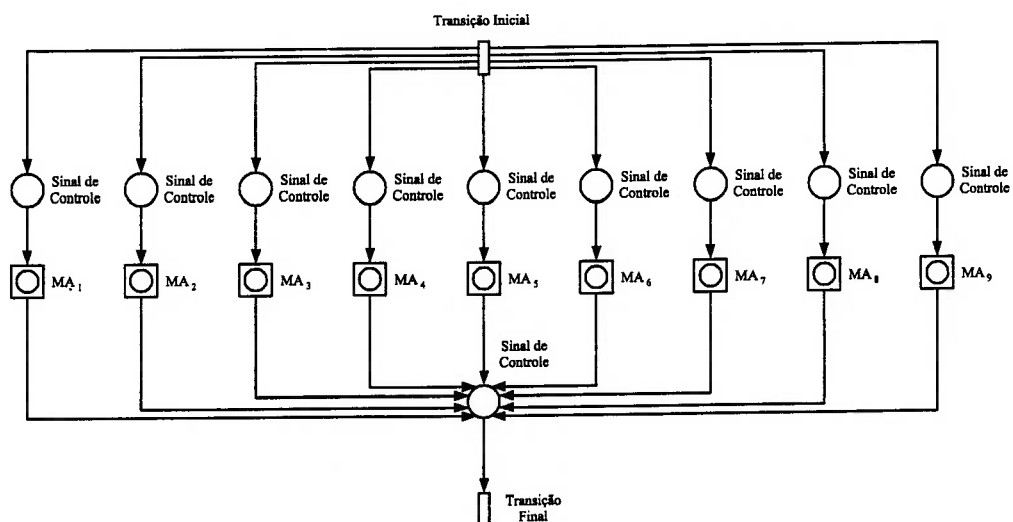 Transição Inicial
Sinal de
Controle
Sinal de
Controle
Sinal de
Controle
Sinal de
Controle
Sinal de
Controle
Sinal de
Controle
Sinal de
Controle
Sinal de
Controle
Sinal de
Controle
MA₁
MA₂
MA₃
MA₄
MA₅
MA₆
MA₇
MA₈
MA₉
Sinal de
Controle
Transição
Final